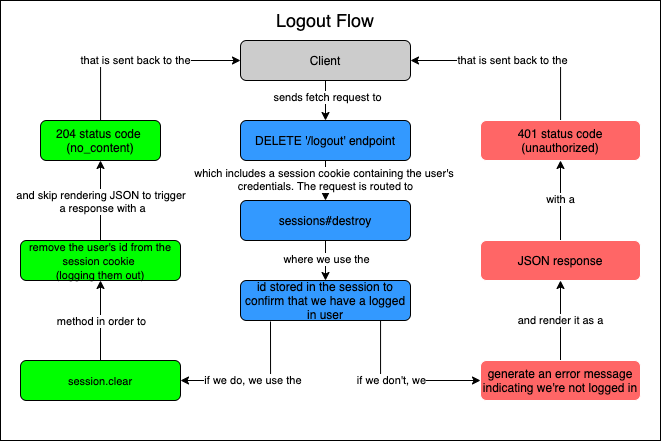 Logout Flow
Client
sends fetch request to
DELETE '/logout' endpoint
which includes a session cookie containing the user's
credentials. The request is routed to
sessions#destroy
where we use the
id stored in the session to
confirm that we have a logged
in user
if we do, we use the
session.clear
method in order to
remove the user's id from the
session cookie
(logging them out)
and skip rendering JSON to trigger
a response with a
204 status code
(no_content)
that is sent back to the
if we don't, we
generate an error message
indicating we're not logged in
and render it as a
JSON response
with a
401 status code
(unauthorized)
that is sent back to the